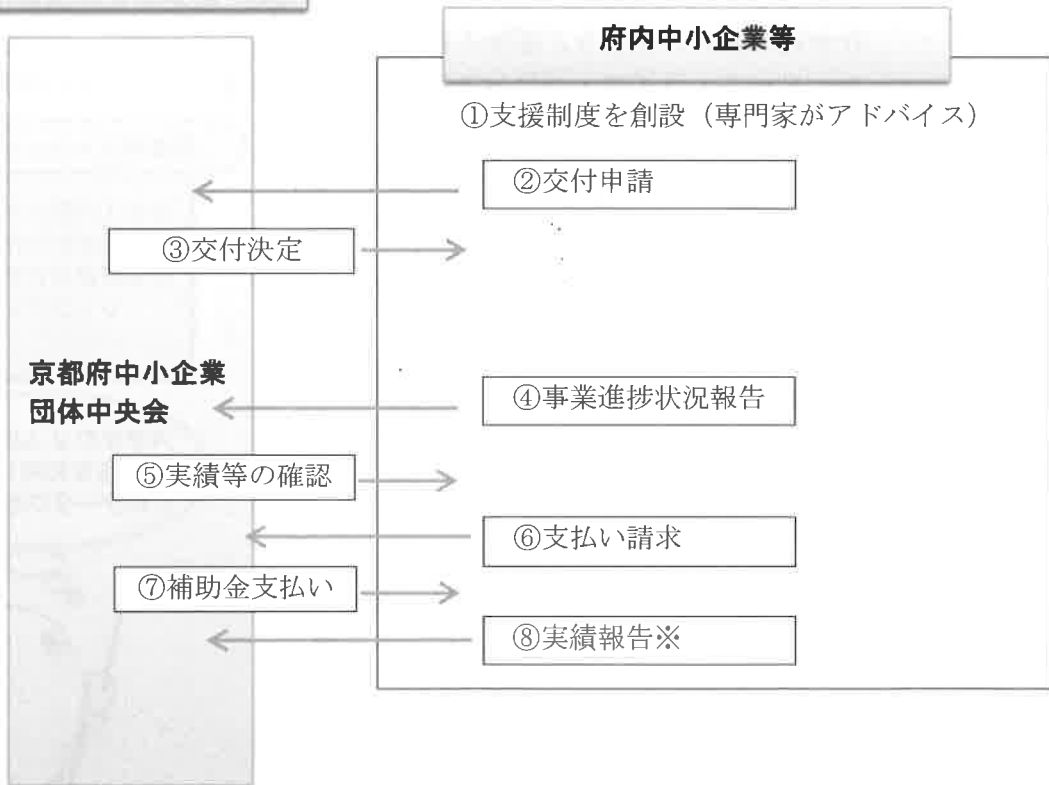 府内中小企業等
①支援制度を創設（専門家がアドバイス）
②交付申請
③交付決定
京都府中小企業
団体中央会
④事業進捗状況報告
⑤実績等の確認
⑥支払い請求
⑦補助金支払い
⑧実績報告※